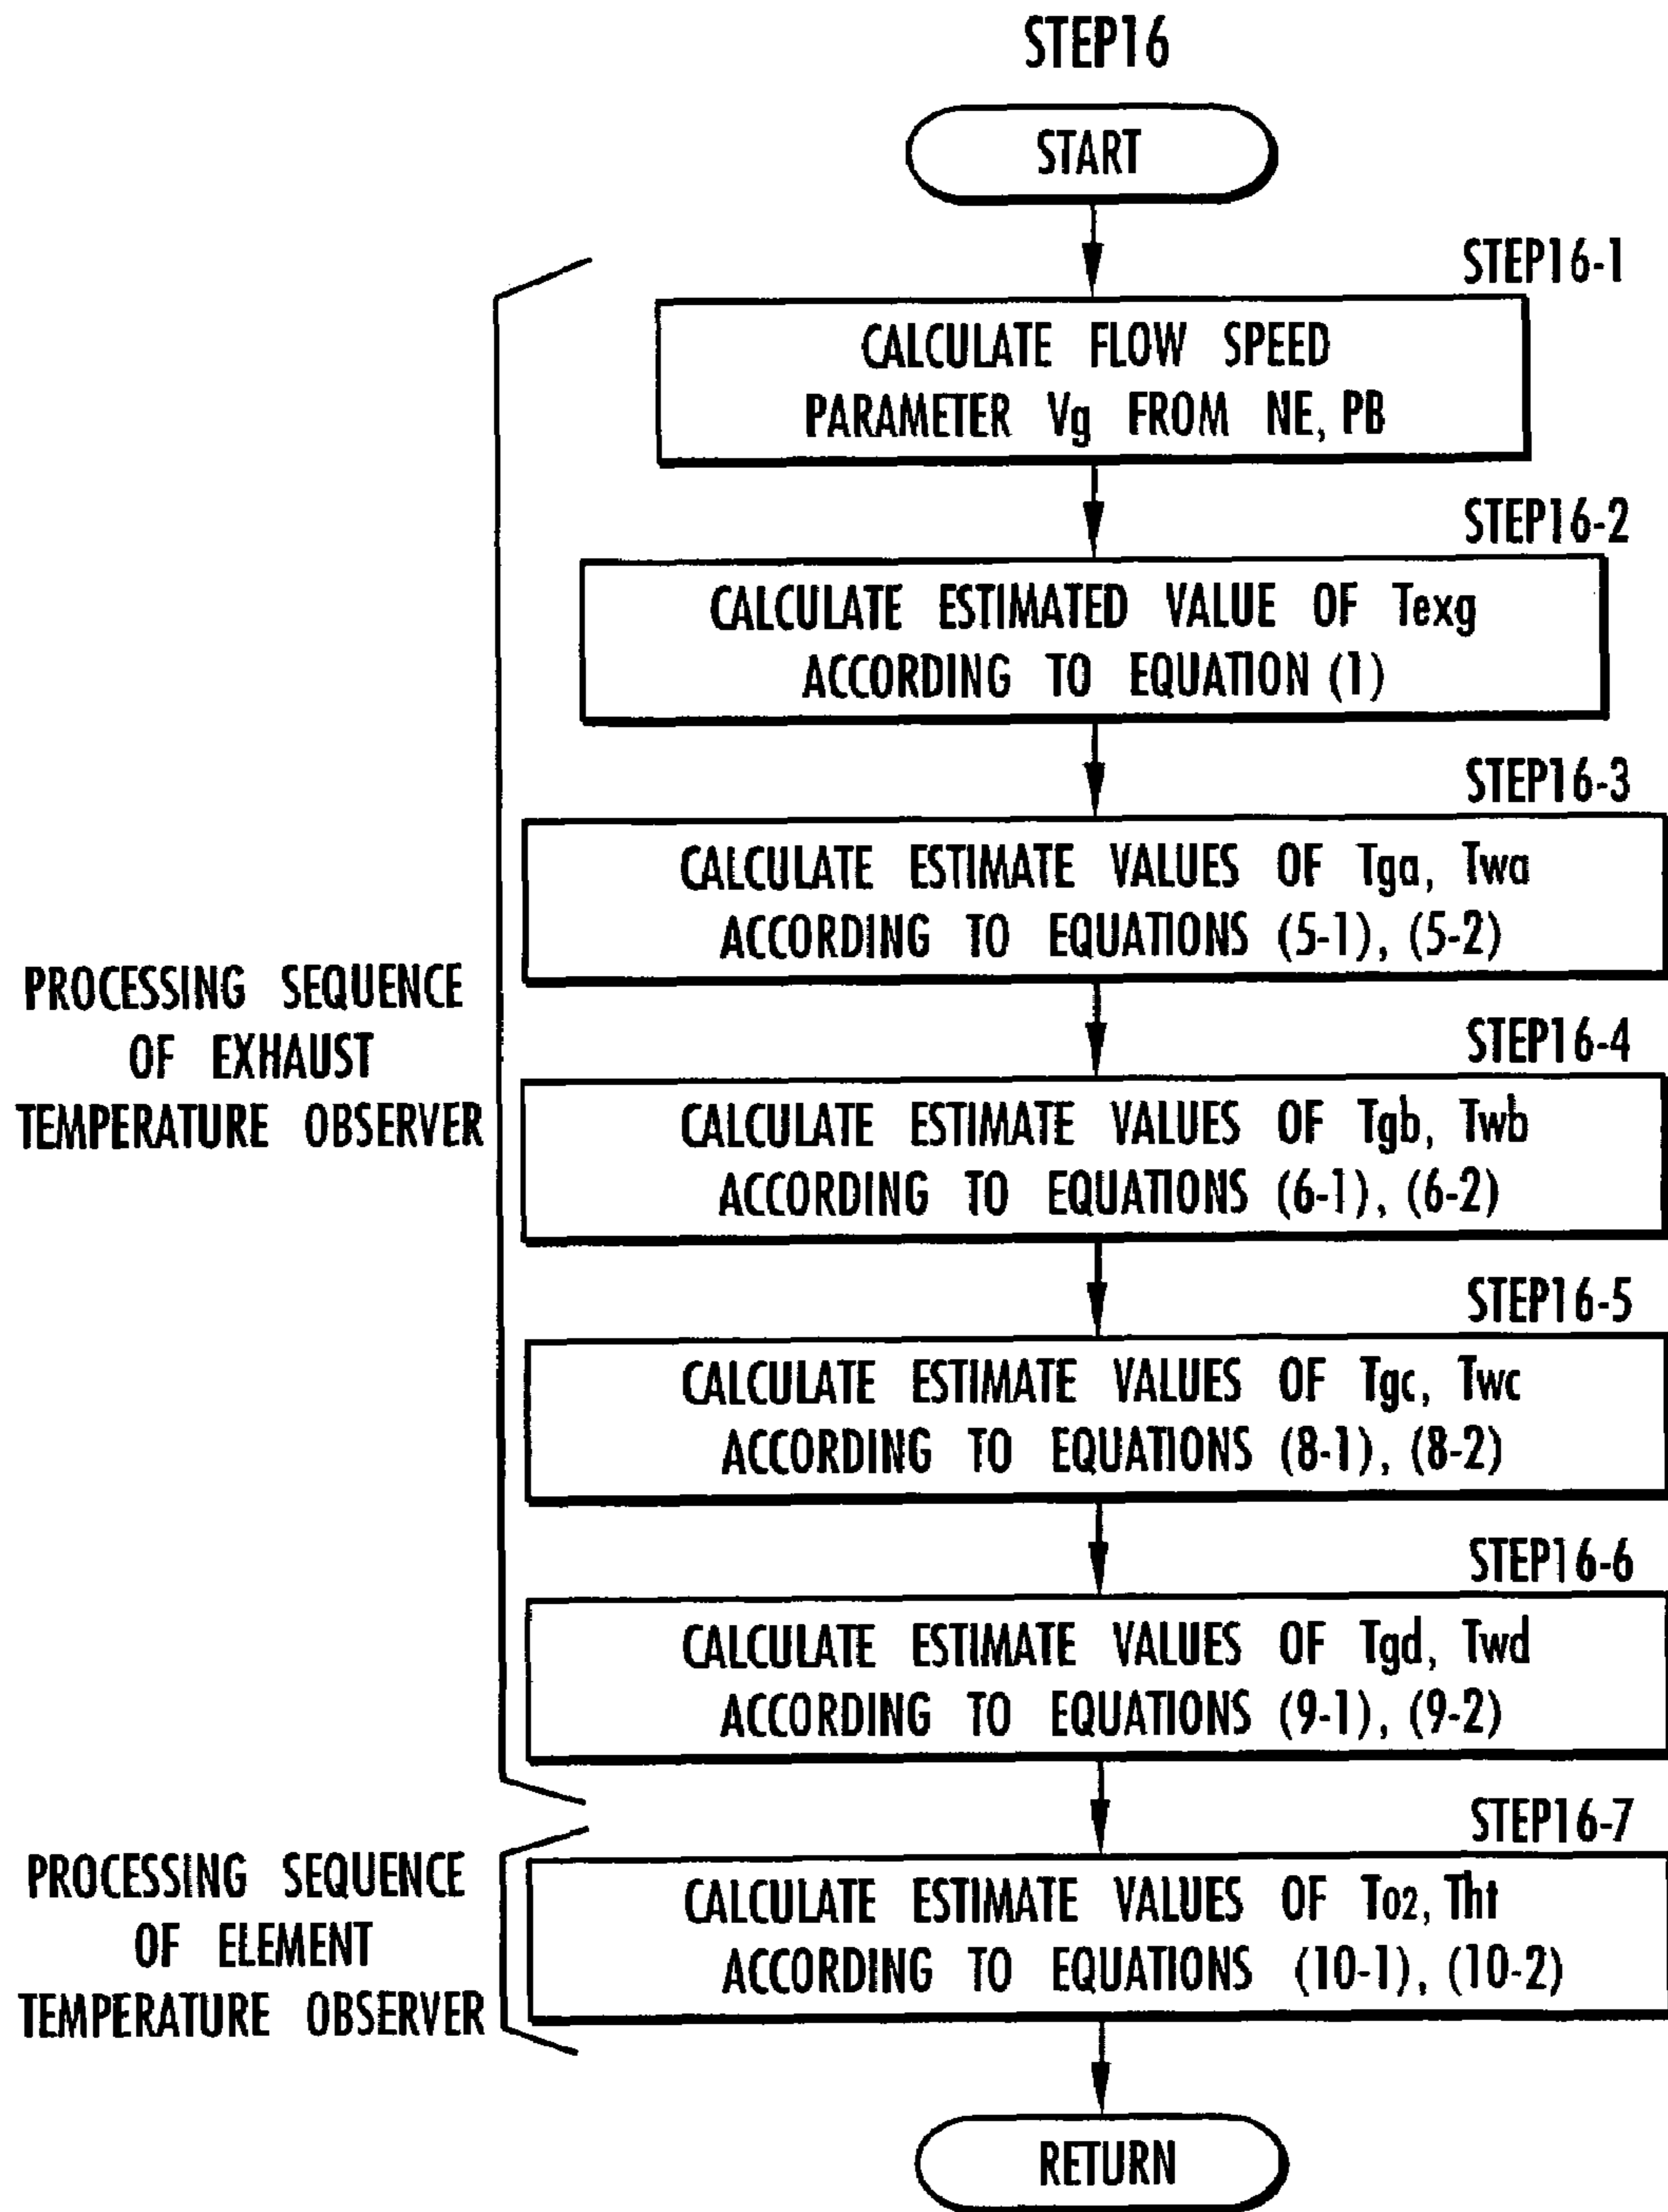 STEP16
START
STEP16-1
CALCULATE FLOW SPEED
PARAMETER Vg FROM NE, PB
STEP16-2
CALCULATE ESTIMATED VALUE OF Texg
ACCORDING TO EQUATION (1)
STEP16-3
CALCULATE ESTIMATE VALUES OF Tga, Twa
ACCORDING TO EQUATIONS (5-1), (5-2)
PROCESSING SEQUENCE
OF EXHAUST
TEMPERATURE OBSERVER
STEP16-4
CALCULATE ESTIMATE VALUES OF Tgb, Twb
ACCORDING TO EQUATIONS (6-1), (6-2)
STEP16-5
CALCULATE ESTIMATE VALUES OF Tgc, Twc
ACCORDING TO EQUATIONS (8-1), (8-2)
STEP16-6
CALCULATE ESTIMATE VALUES OF Tgd, Twd
ACCORDING TO EQUATIONS (9-1), (9-2)
STEP16-7
PROCESSING SEQUENCE
OF ELEMENT
TEMPERATURE OBSERVER
CALCULATE ESTIMATE VALUES OF To2, Tht
ACCORDING TO EQUATIONS (10-1), (10-2)
RETURN